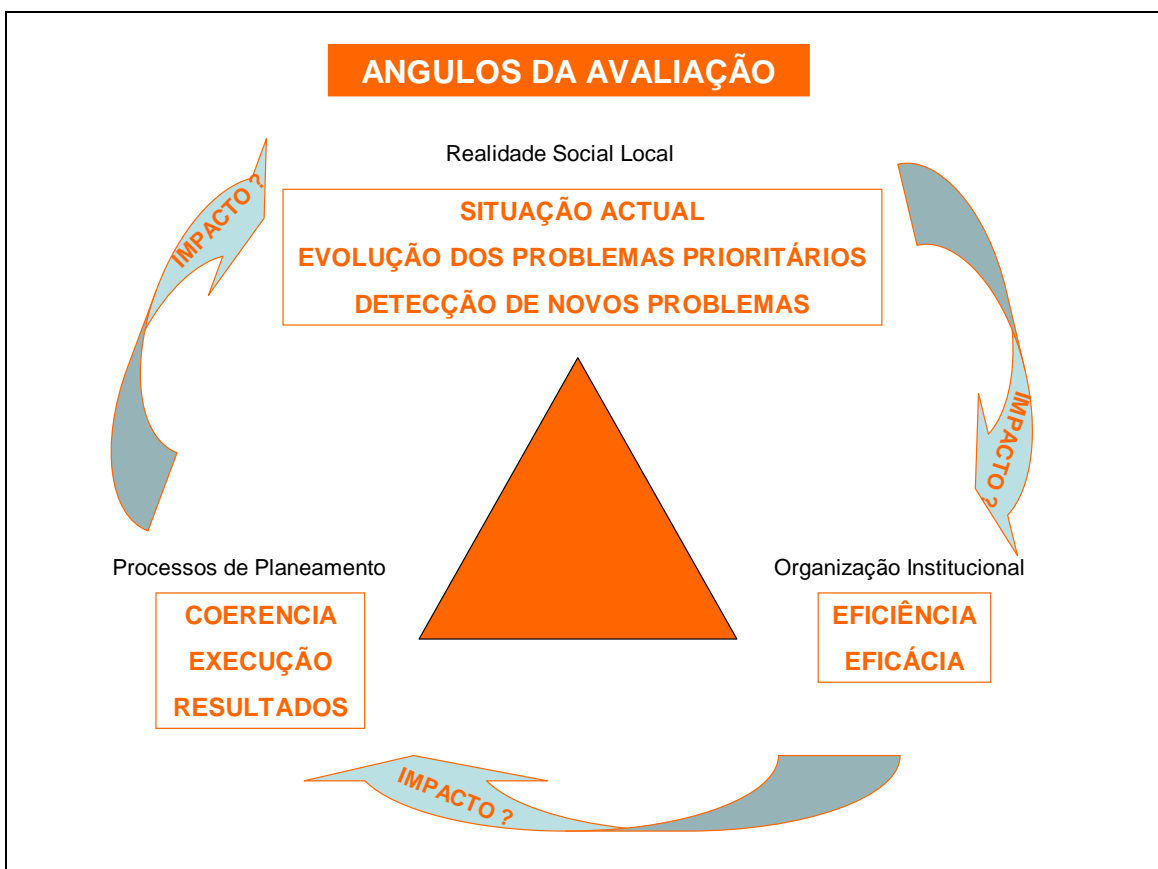 ANGULOS DA AVALIAÇÃO
Realidade Social Local
IMPACTO ?
SITUAÇÃO ACTUAL
EVOLUÇÃO DOS PROBLEMAS PRIORITÁRIOS
DETECÇÃO DE NOVOS PROBLEMAS
IMPACTO ?
Processos de Planeamento
COERENCIA
EXECUÇÃO
RESULTADOS
Organização Institucional
EFICIÊNCIA
EFICÁCIA
IMPACTO ?